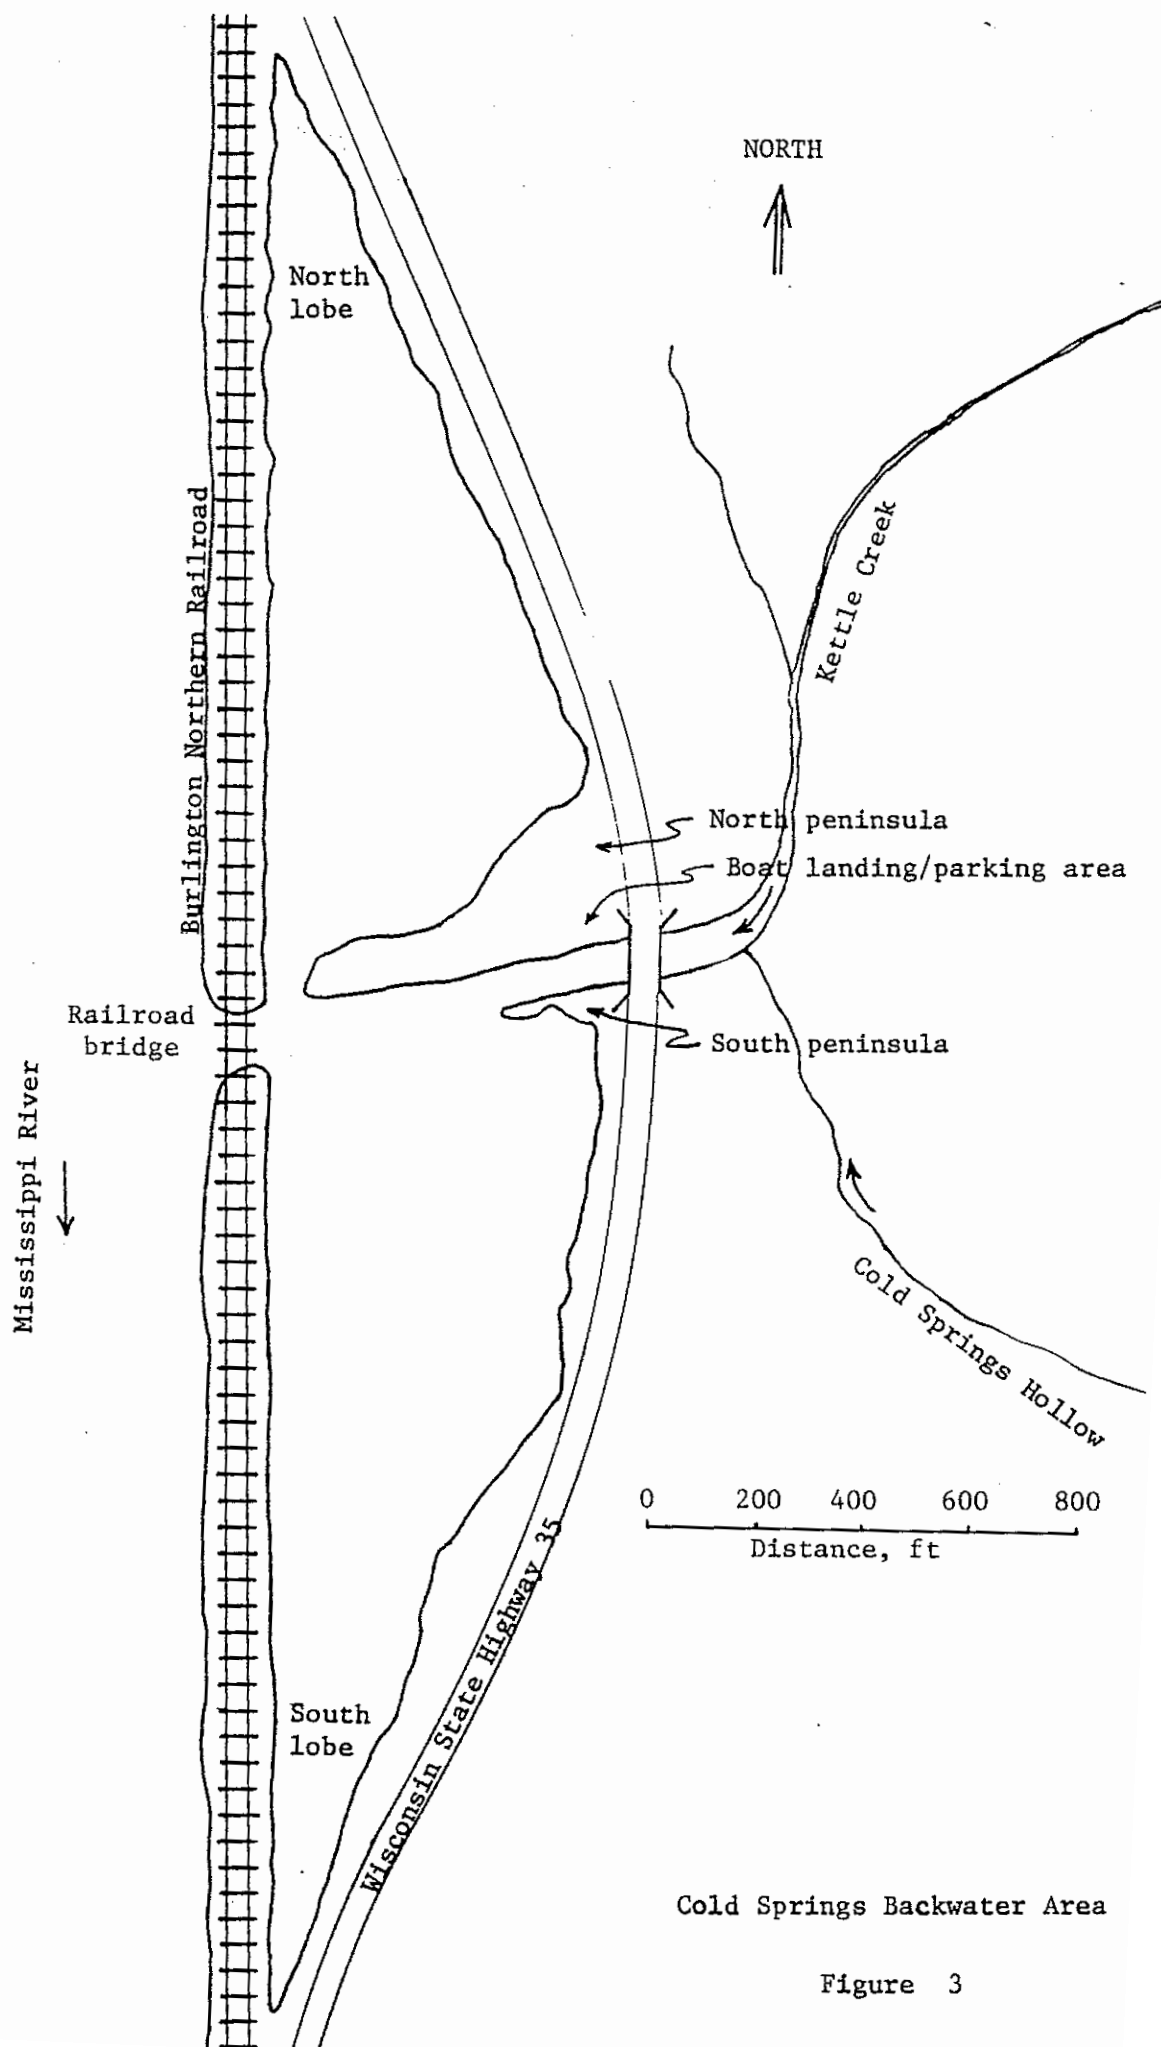 NORTH
North
lobe
Burlington Northern Railroad
Kettle Creek
North peninsula
Boat landing/parking area
Railroad
bridge
South peninsula
Mississippi River
Cold Springs Hollow
0 200 400 600 800
Distance, ft
Wisconsin State Highway 35
South
lobe
Cold Springs Backwater Area
Figure 3